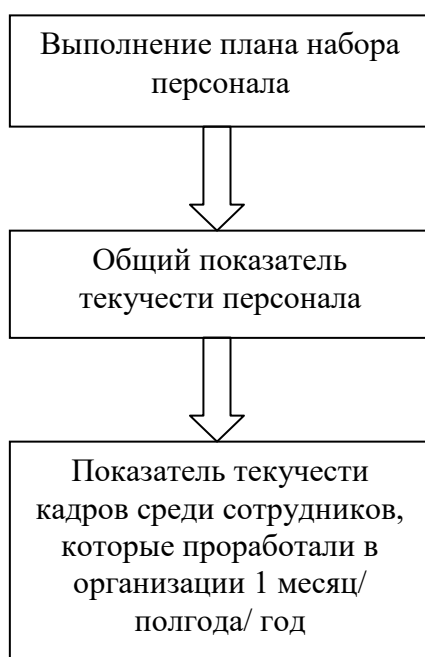 Выполнение плана набора
персонала
Общий показатель
текучести персонала
Показатель текучести
кадров среди сотрудников,
которые проработали в
организации 1 месяц/
полгода/ год